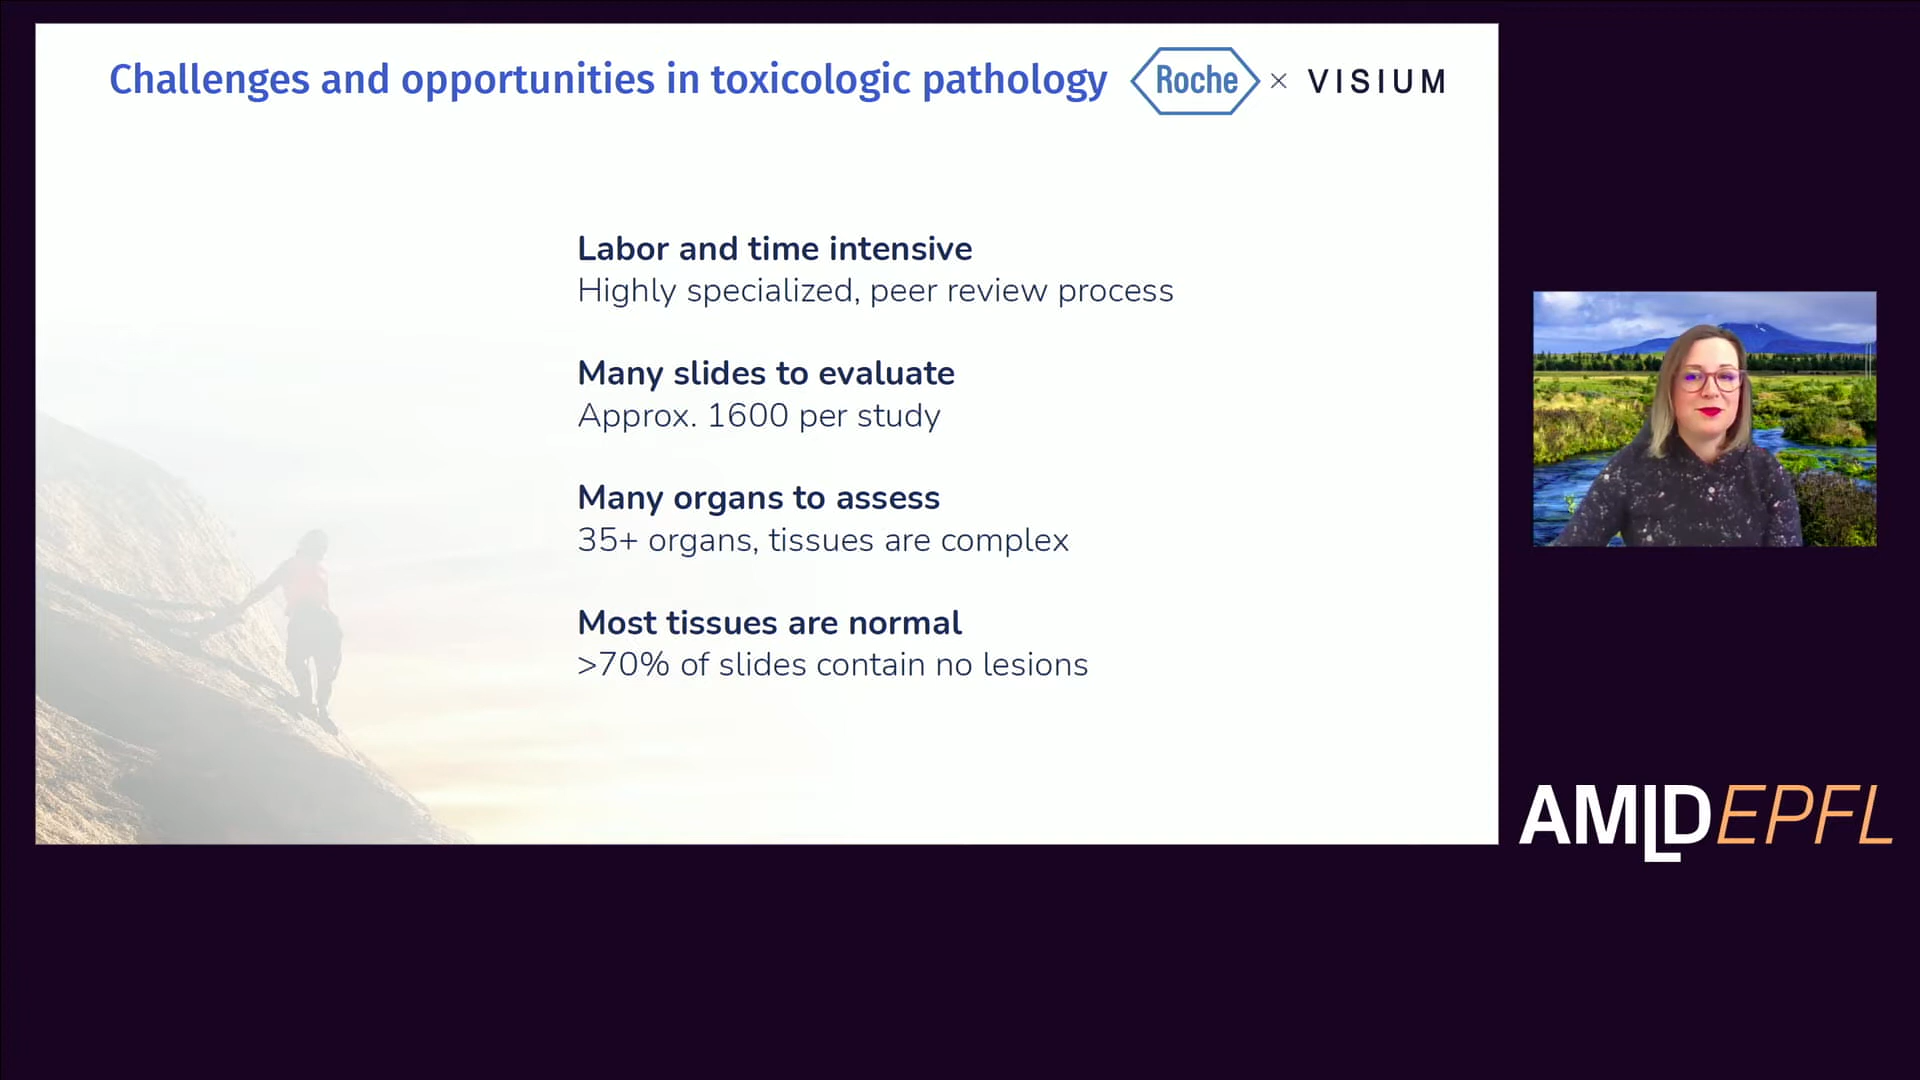 Challenges and opportunities in toxicologic pathology
Roche × VISIUM
Labor and time intensive
Highly specialized, peer review process
Many slides to evaluate
Approx. 1600 per study
Many organs to assess
35+ organs, tissues are complex
Most tissues are normal
>70% of slides contain no lesions
AMLDEPFL